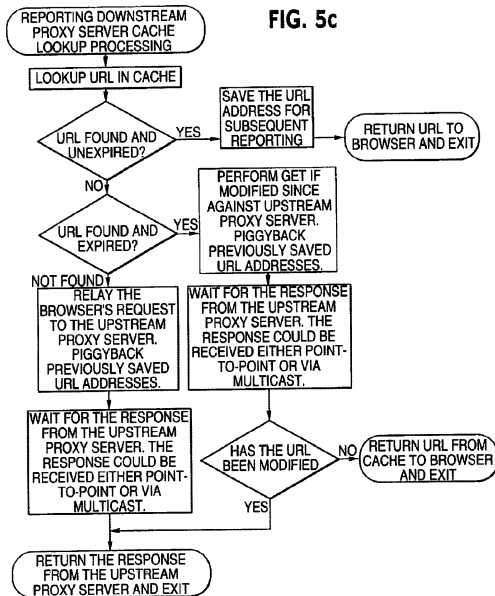 FIG. 5c
REPORTING DOWNSTREAM
PROXY SERVER CACHE
LOOKUP PROCESSING
LOOKUP URL IN CACHE
URL FOUND AND
UNEXPIRED?
YES
SAVE THE URL
ADDRESS FOR
SUBSEQUENT
REPORTING
RETURN URL TO
BROWSER AND EXIT
NO
URL FOUND AND
EXPIRED?
YES
PERFORM GET IF
MODIFIED SINCE
AGAINST UPSTREAM
PROXY SERVER.
PIGGYBACK
PREVIOUSLY SAVED
URL ADDRESSES.
NOT FOUND
RELAY THE
BROWSER'S REQUEST
TO THE UPSTREAM
PROXY SERVER.
PIGGYBACK
PREVIOUSLY SAVED
URL ADDRESSES.
WAIT FOR THE RESPONSE
FROM THE UPSTREAM
PROXY SERVER. THE
RESPONSE COULD BE
RECEIVED EITHER POINT-
TO-POINT OR VIA
MULTICAST.
WAIT FOR THE RESPONSE
FROM THE UPSTREAM
PROXY SERVER. THE
RESPONSE COULD BE
RECEIVED EITHER POINT-
TO-POINT OR VIA MULTICAST.
HAS THE URL
BEEN MODIFIED
NO
RETURN URL FROM
CACHE TO BROWSER
AND EXIT
YES
RETURN THE RESPONSE
FROM THE UPSTREAM
PROXY SERVER AND EXIT